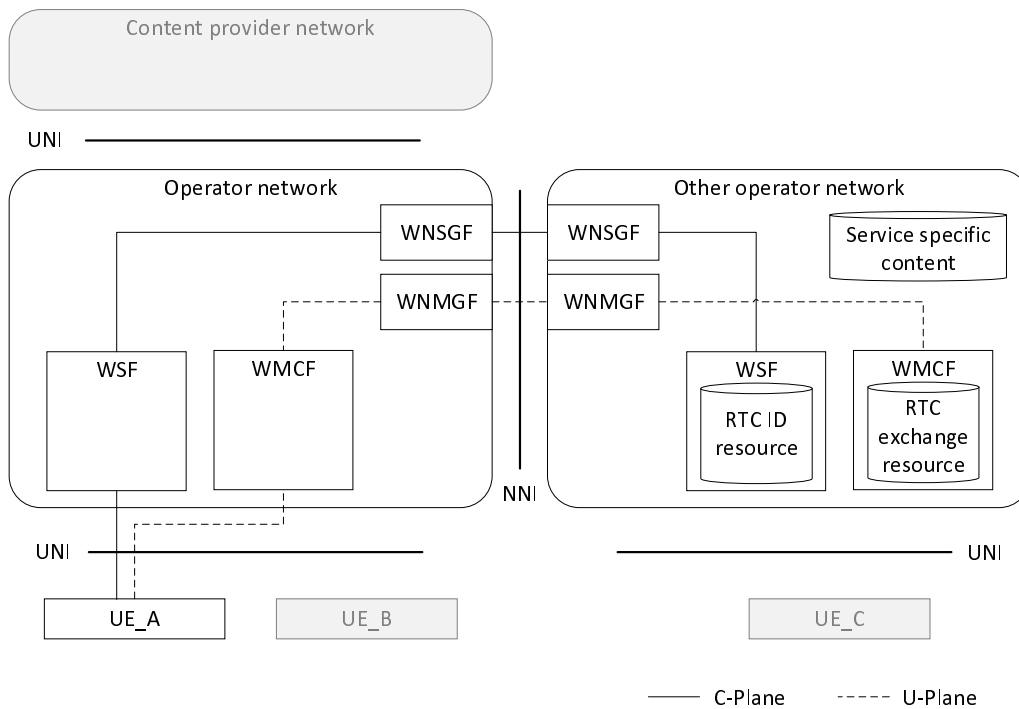 Content provider network
UNI
Operator network
Other operator network
WNSGF
WNSGF
Service specific
content
WNMGF
WNMGF
WSF
WMCF
WSF
WMCF
RTC ID
resource
RTC
exchange
resource
NNI
UNI
UNI
UE_A
UE_B
UE_C
C-Plane
U-Plane